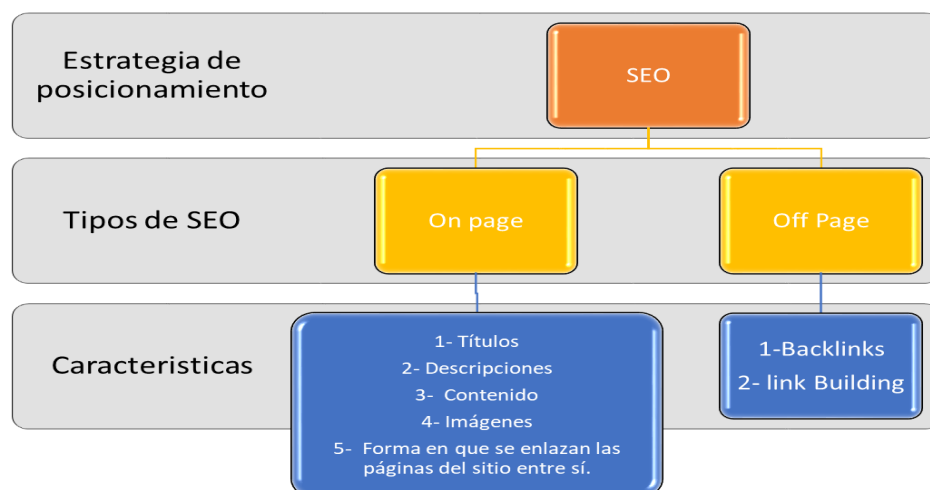 Estrategia de
posicionamiento
SEO
Tipos de SEO
On page
Off Page
Caracteristicas
1- Títulos
2- Descripciones
3- Contenido
4- Imágenes
5- Forma en que se enlazan las
páginas del sitio entre sí.
1-Backlinks
2- link Building